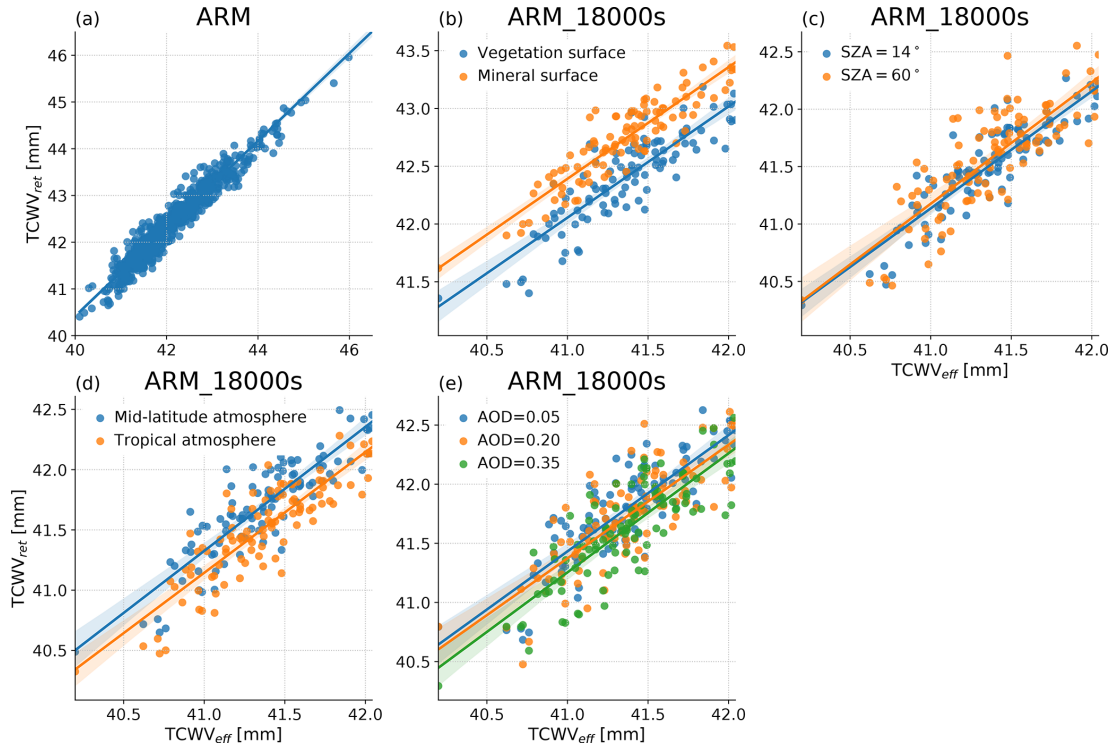 (a) ARM
46
45
44
43
42
41
40
40 42 44 46
TCWV_ret [mm]
(b) ARM_18000s
Vegetation surface
Mineral surface
43.5
43.0
42.5
42.0
41.5
40.5 41.0 41.5 42.0
(c) ARM_18000s
SZA = 14°
SZA = 60°
42.5
42.0
41.5
41.0
40.5
40.5 41.0 41.5 42.0
TCWV_eff [mm]
(d) ARM_18000s
Mid-latitude atmosphere
Tropical atmosphere
42.5
42.0
41.5
41.0
40.5
40.5 41.0 41.5 42.0
TCWV_ret [mm]
TCWV_eff [mm]
(e) ARM_18000s
AOD=0.05
AOD=0.20
AOD=0.35
42.5
42.0
41.5
41.0
40.5
40.5 41.0 41.5 42.0
TCWV_eff [mm]